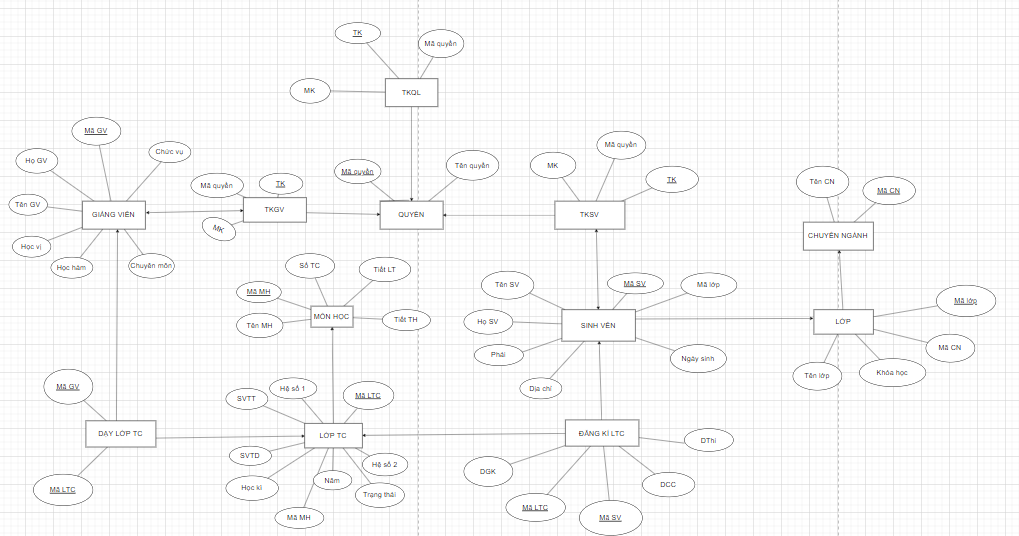 TK
Mã quyền
MK
TKQL
Mã GV
Họ GV
Chức vụ
Tên GV
Học vị
Học hàm
Chuyên môn
GIẢNG VIÊN
Mã quyền
TK
MK
TKGV
Mã quyền
Tên quyền
QUYỀN
MK
Mã quyền
TK
TKSV
Tên CN
Mã CN
CHUYÊN NGÀNH
Số TC
Tiết LT
Mã MH
Tên MH
Tiết TH
MÔN HỌC
Tên SV
Mã SV
Mã lớp
Họ SV
Phái
Địa chỉ
Ngày sinh
SINH VÊN
Mã lớp
Mã CN
Khóa học
Tên lớp
LỚP
Mã GV
DẠY LỚP TC
Mã LTC
SVTT
Hệ số 1
Mã LTC
LỚP TC
SVTD
Học kì
Mã MH
Năm
Hệ số 2
Trạng thái
ĐĂNG KÍ LTC
DThi
DGK
Mã LTC
Mã SV
DCC